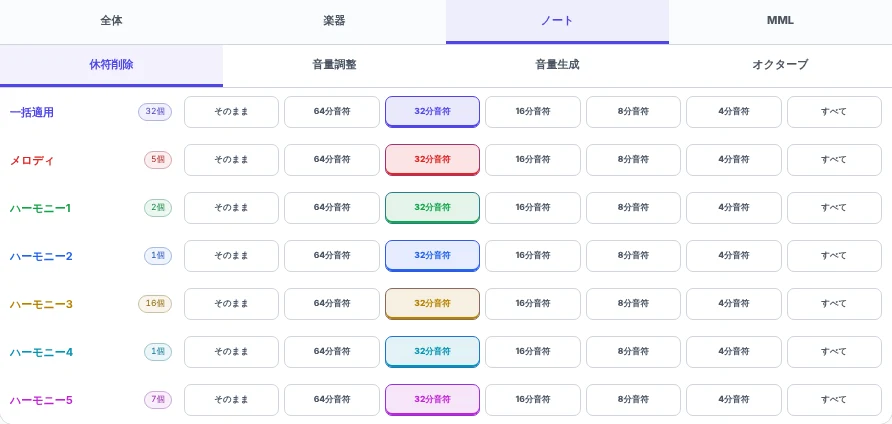 全体 楽器 ノート MML
休符削除 音量調整 音量生成 オクターブ
一括適用 32個 そのまま 64分音符 32分音符 16分音符 8分音符 4分音符 すべて
メロディ 5個 そのまま 64分音符 32分音符 16分音符 8分音符 4分音符 すべて
ハーモニー1 2個 そのまま 64分音符 32分音符 16分音符 8分音符 4分音符 すべて
ハーモニー2 1個 そのまま 64分音符 32分音符 16分音符 8分音符 4分音符 すべて
ハーモニー3 16個 そのまま 64分音符 32分音符 16分音符 8分音符 4分音符 すべて
ハーモニー4 1個 そのまま 64分音符 32分音符 16分音符 8分音符 4分音符 すべて
ハーモニー5 7個 そのまま 64分音符 32分音符 16分音符 8分音符 4分音符 すべて